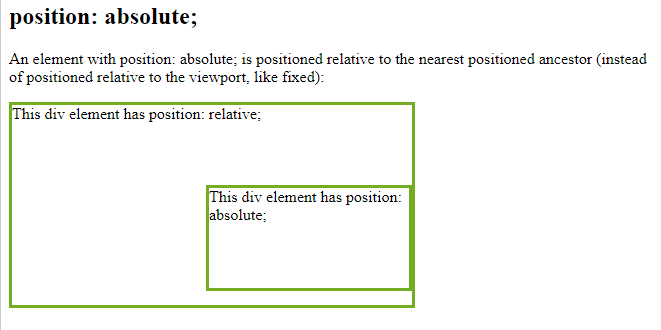 position: absolute;
An element with position: absolute; is positioned relative to the nearest positioned ancestor (instead
of positioned relative to the viewport, like fixed):
This div element has position: relative;
This div element has position:
absolute;